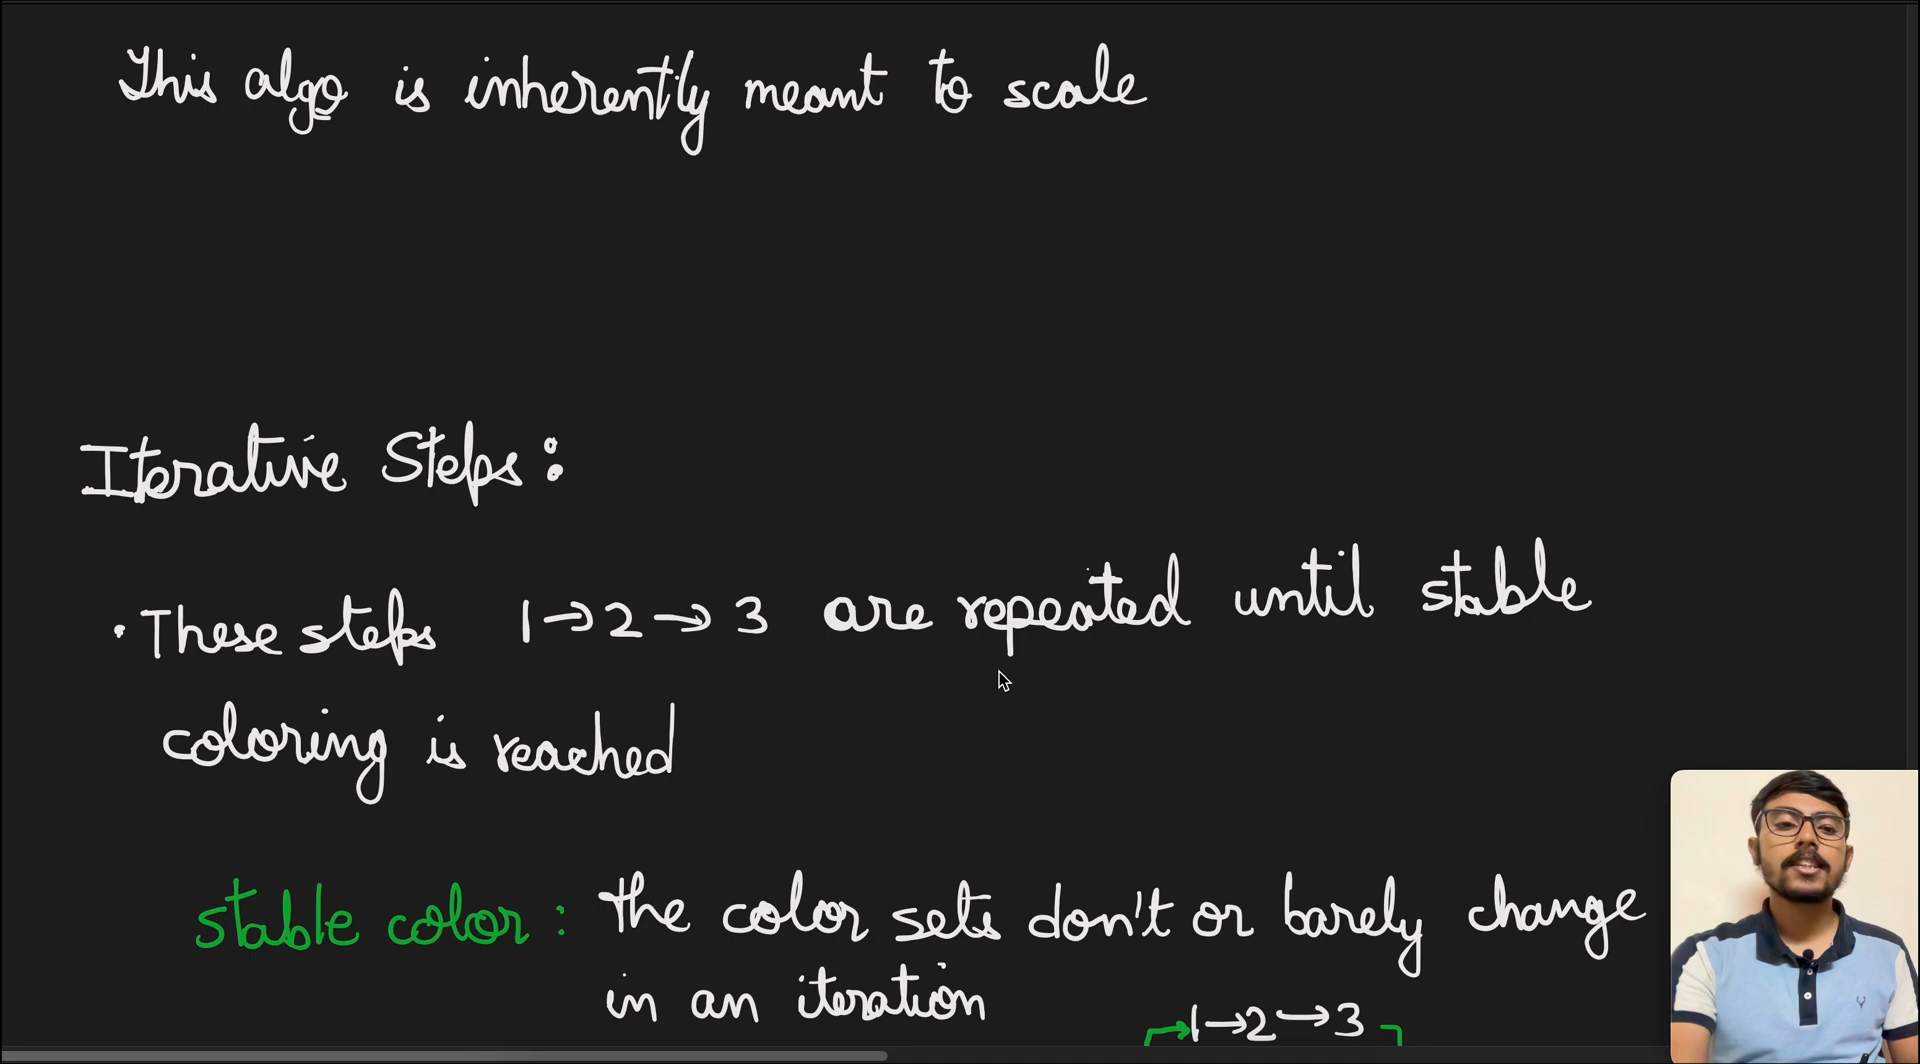 This algo is inherently meant to scale
Iterative Steps:
• These steps 1→2→3 are repeated until stable
coloring is reached
stable color: the color sets don't or barely change
in an iteration
1→2→3